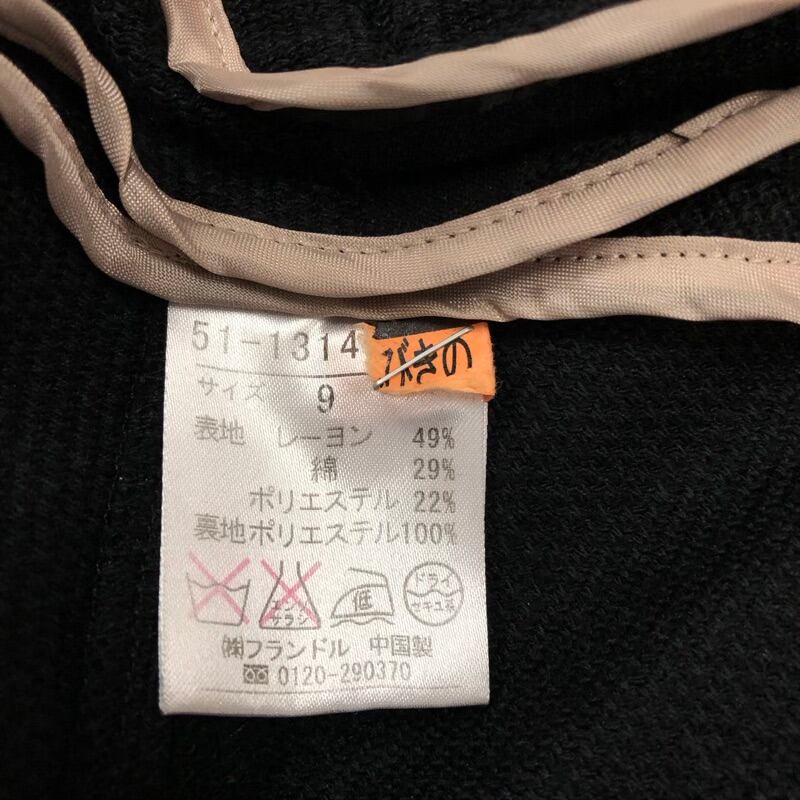 51-1314
がきの
サイズ 9
表地 レーヨン 49%
綿 29%
ポリエステル 22%
裏地ポリエステル100%
エンソ
サラシ
低
ドライ
セキユ系
㈱フランドル 中国製
0120-290370